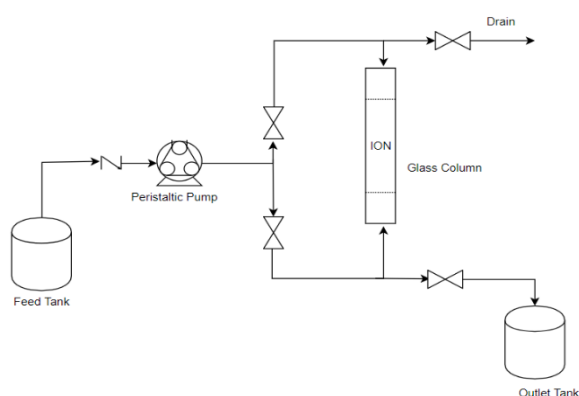 Drain
ION
Glass Column
Peristaltic Pump
Feed Tank
Outlet Tank